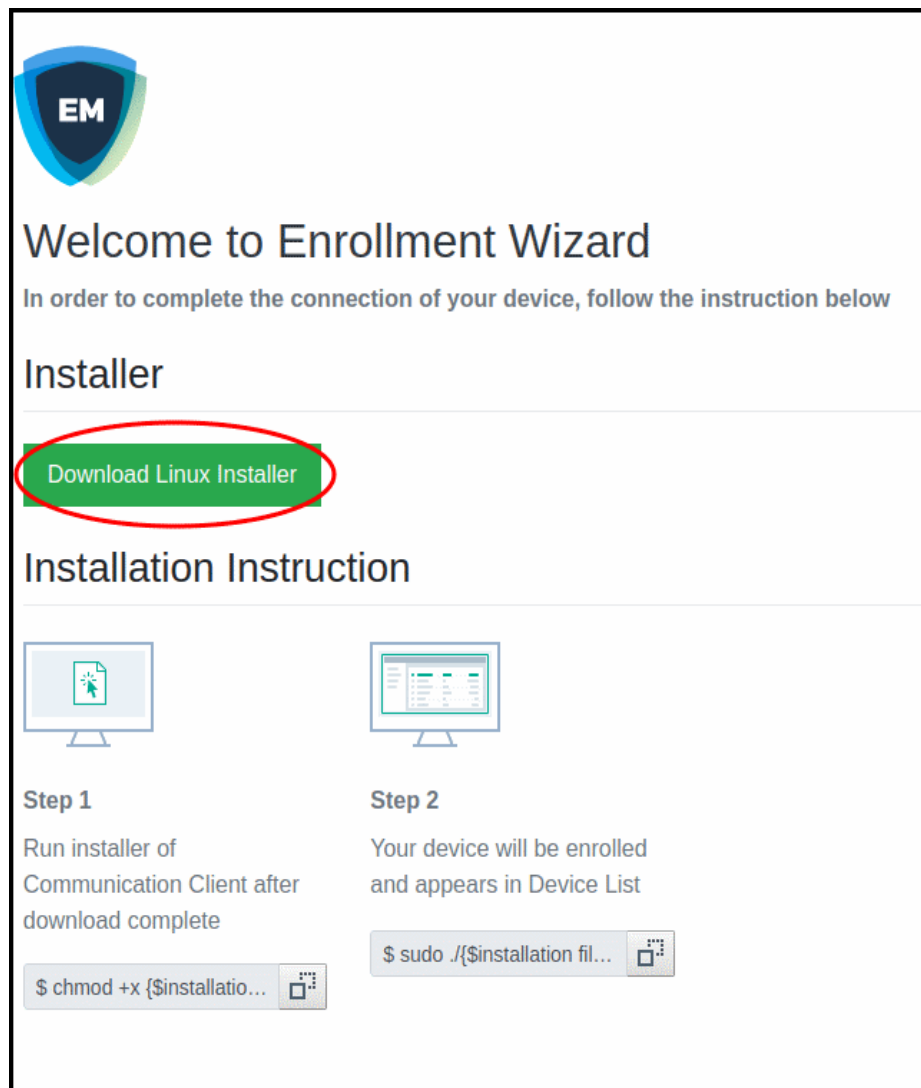 EM
Welcome to Enrollment Wizard
In order to complete the connection of your device, follow the instruction below
Installer
Download Linux Installer
Installation Instruction
Step 1
Run installer of
Communication Client after
download complete
$ chmod +x {$installatio...
Step 2
Your device will be enrolled
and appears in Device List
$ sudo ./{$installation fil...